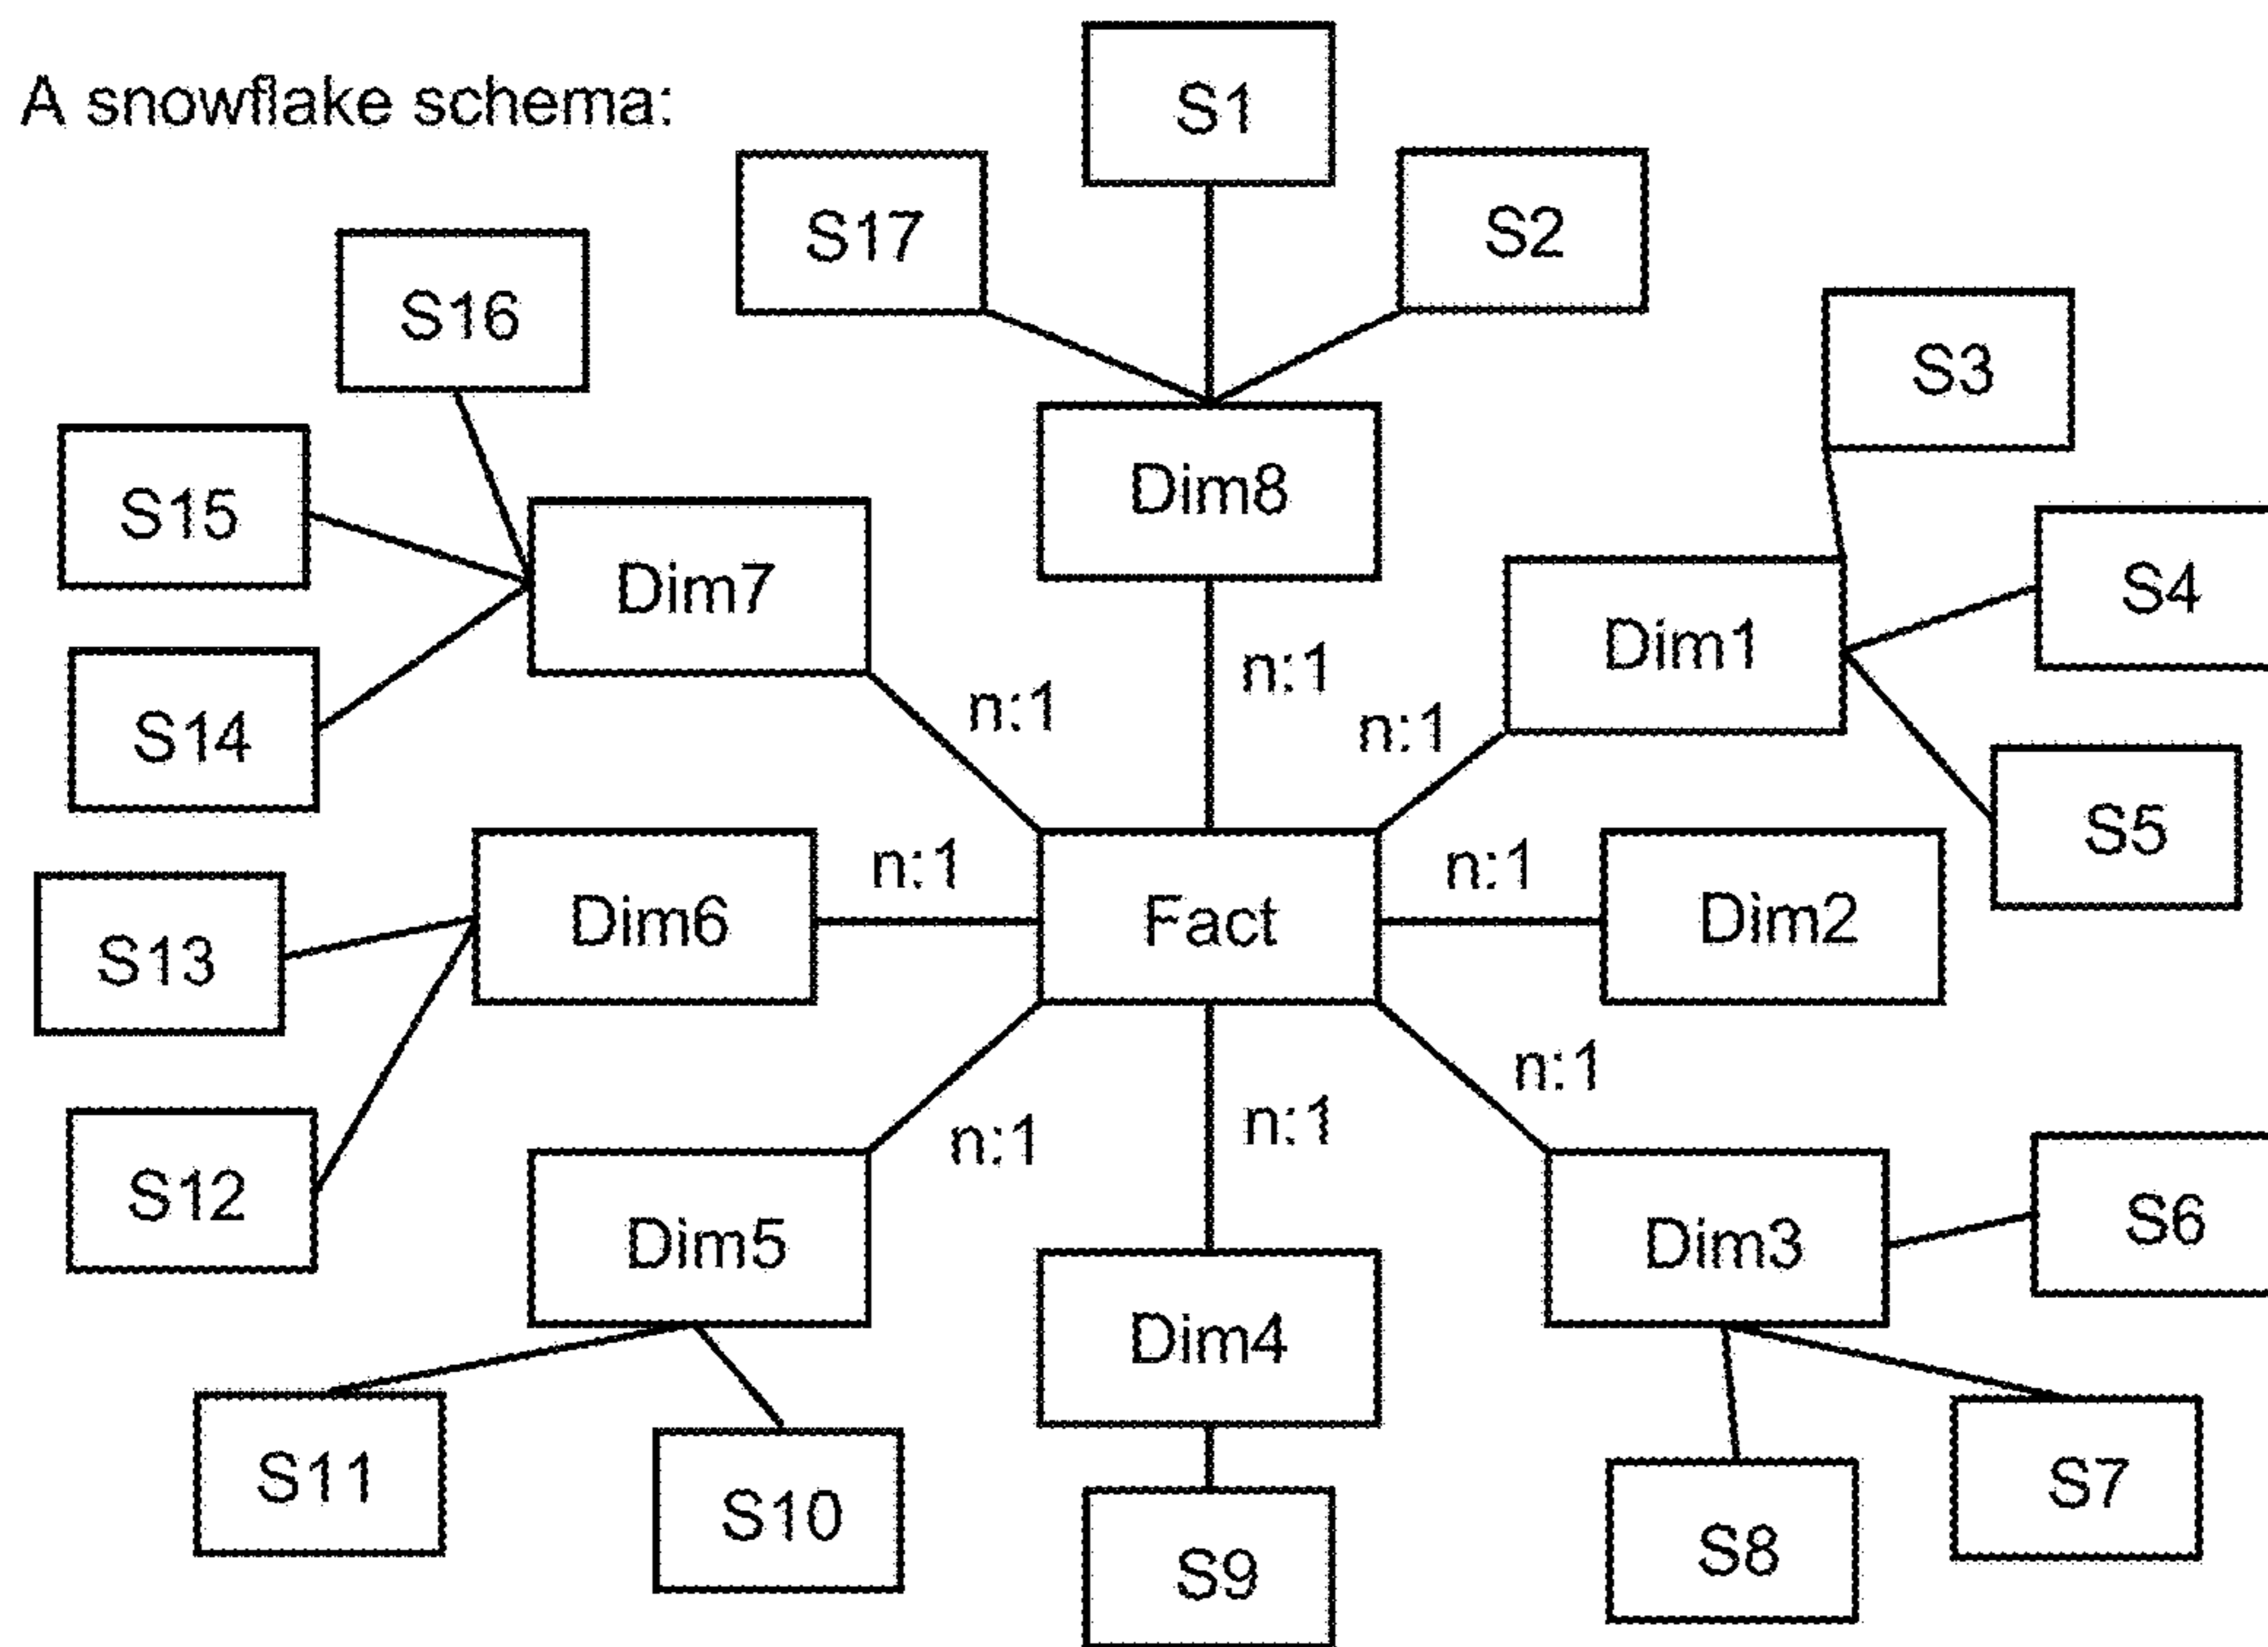 A snowflake schema:
S1
S17
S2
S16
S3
S15
Dim8
S4
Dim7
Dim1
n:1
n:1
n:1
S14
S5
n:1
n:1
Dim6
Fact
Dim2
S13
n:1
n:1
n:1
S12
Dim5
Dim3
S6
Dim4
S11
S10
S7
S8
S9